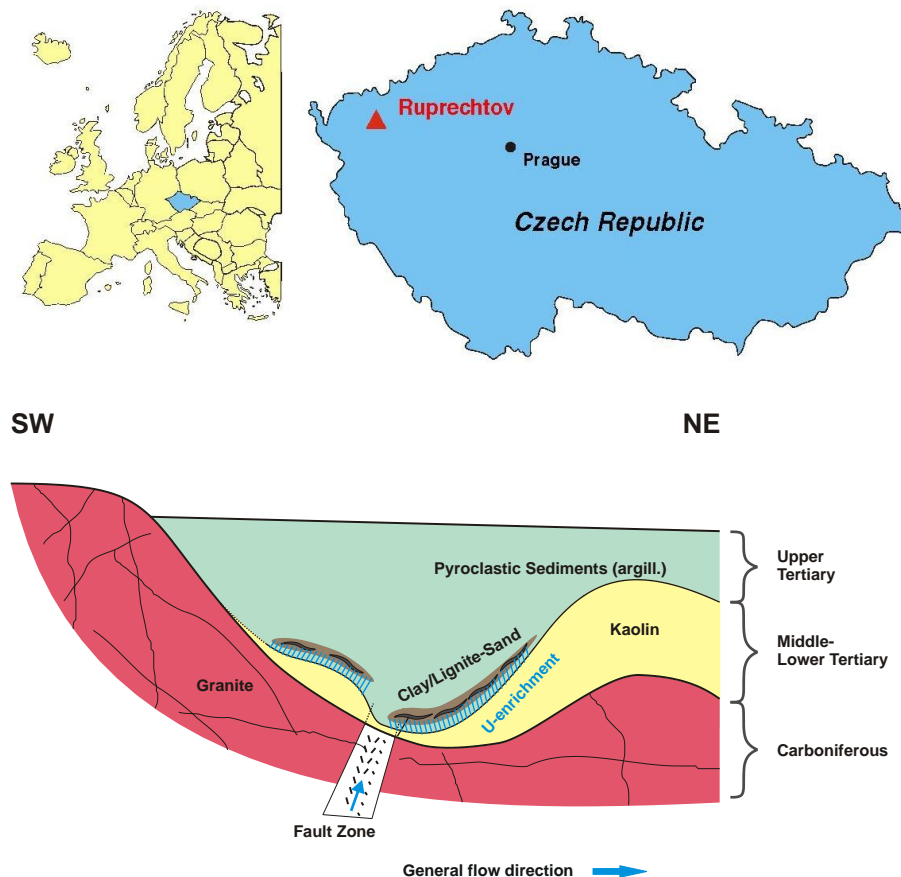 Ruprechtov
Prague
Czech Republic
SW
NE
Pyroclastic Sediments (argill.)
Upper
Tertiary
Kaolin
Clay/Lignite-Sand
Middle-
Lower Tertiary
Granite
U-enrichment
Carboniferous
Fault Zone
General flow direction